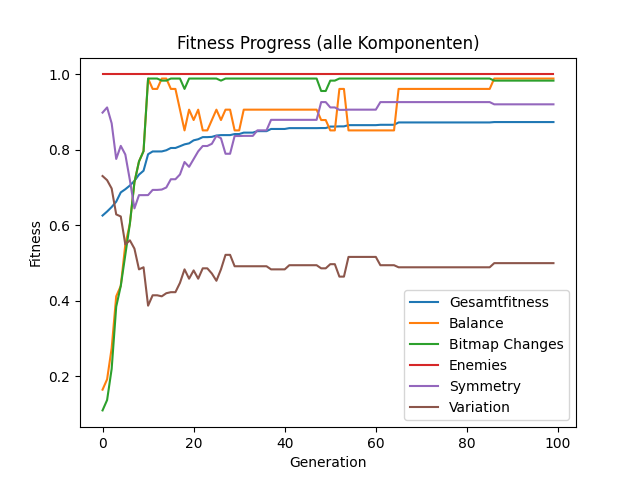 Fitness Progress (alle Komponenten)
Fitness
1.0
0.8
0.6
0.4
0.2
0 20 40 60 80 100
Generation
Gesamtfitness
Balance
Bitmap Changes
Enemies
Symmetry
Variation